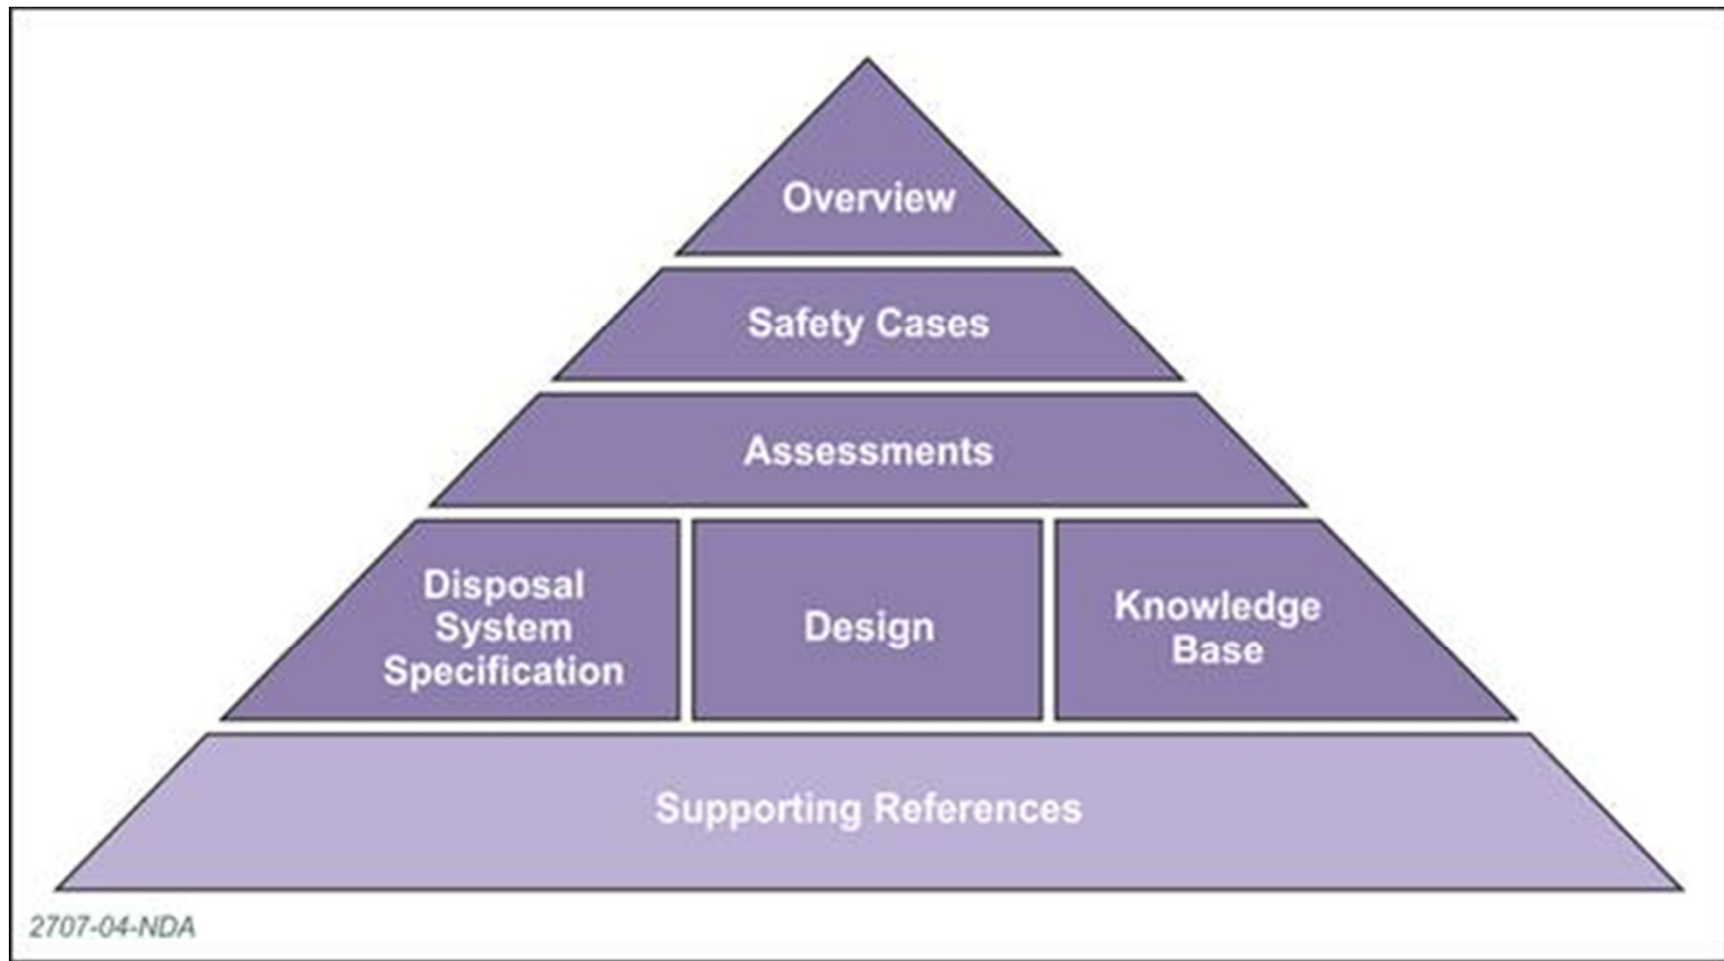 Overview
Safety Cases
Assessments
Disposal
System
Specification
Design
Knowledge
Base
Supporting References
2707-04-NDA